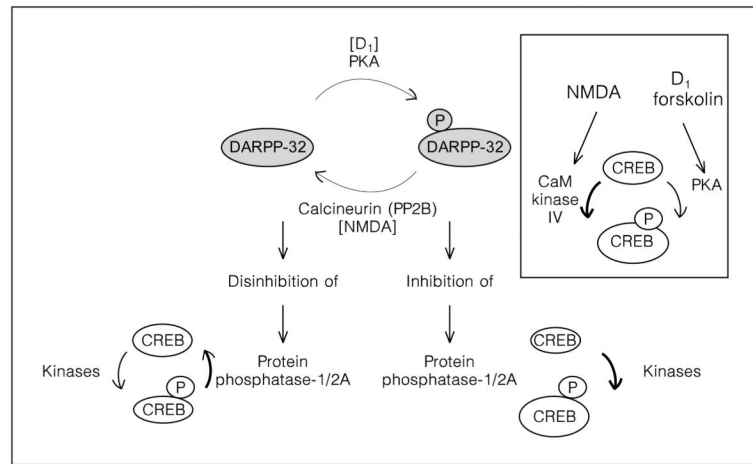 [D₁]
PKA
P
DARPP-32
DARPP-32
Calcineurin (PP2B)
[NMDA]
Disinhibition of
Inhibition of
Protein
phosphatase-1/2A
Protein
phosphatase-1/2A
Kinases
CREB
P
CREB
CREB
P
CREB
Kinases
NMDA
D₁
forskolin
CaM
kinase
IV
CREB
PKA
P
CREB